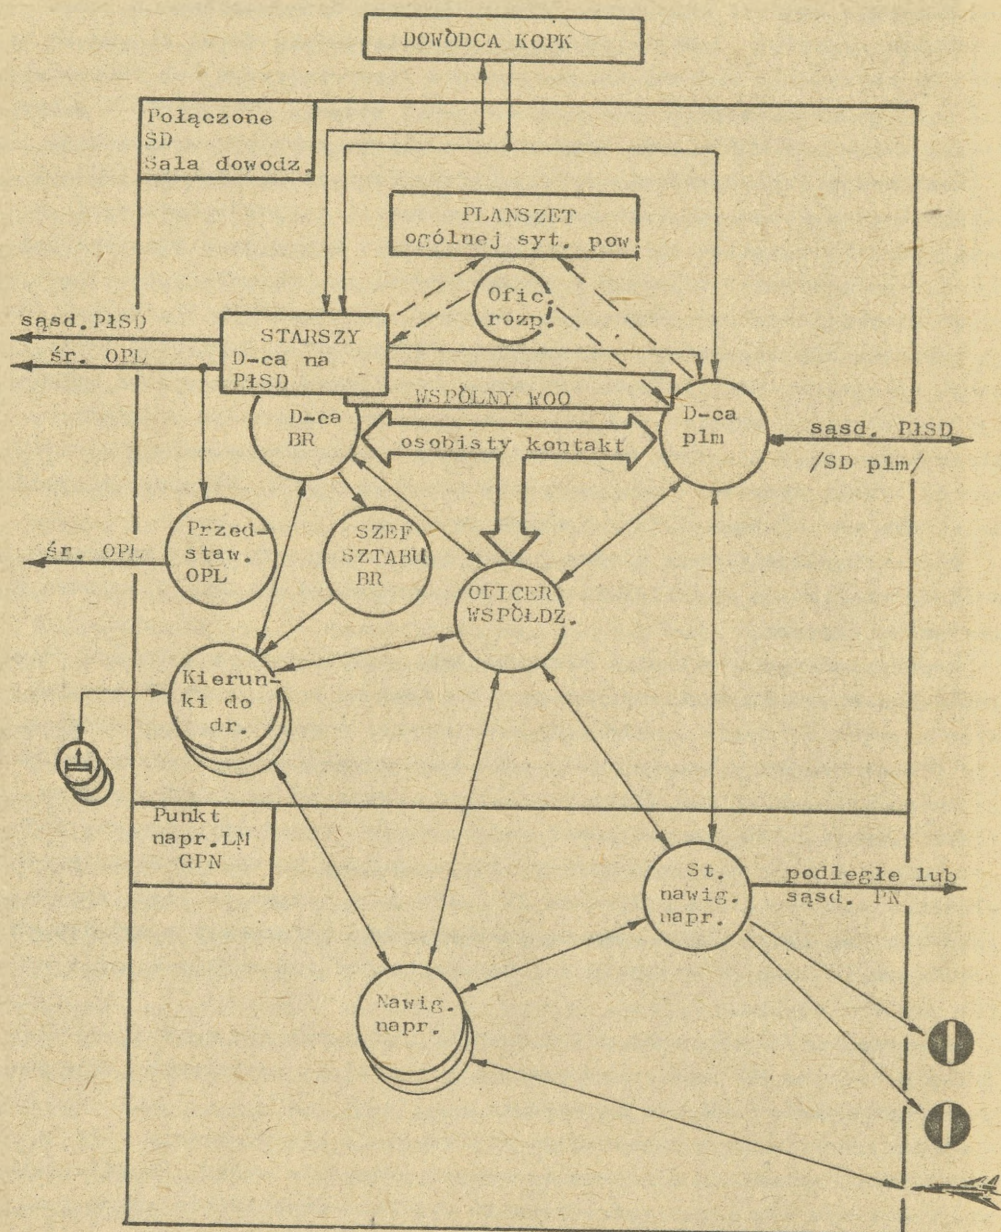 DOWÒDCA KOPK
Połączone
SD
Sala dowodz.
PLANSZET
ogólnej syt. pow.
Ofic.
rozp.
sąsd.PłSD
śr. OPL
STARSZY
D-ca na
PłSD
WSPÒLNY WOO
D-ca
BR
osobisty kontakt
D-ca
plm
sąsd. PłSD
/SD plm/
Przed-
staw.
OPL
śr. OPL
SZEF
SZTABU
BR
OFICER
WSPÒŁDZ.
Kierun-
ki do
dr.
Punkt
napr.LM
GPN
St.
nawig.
napr.
podległe lub
sąsd. PN
Nawig.
napr.